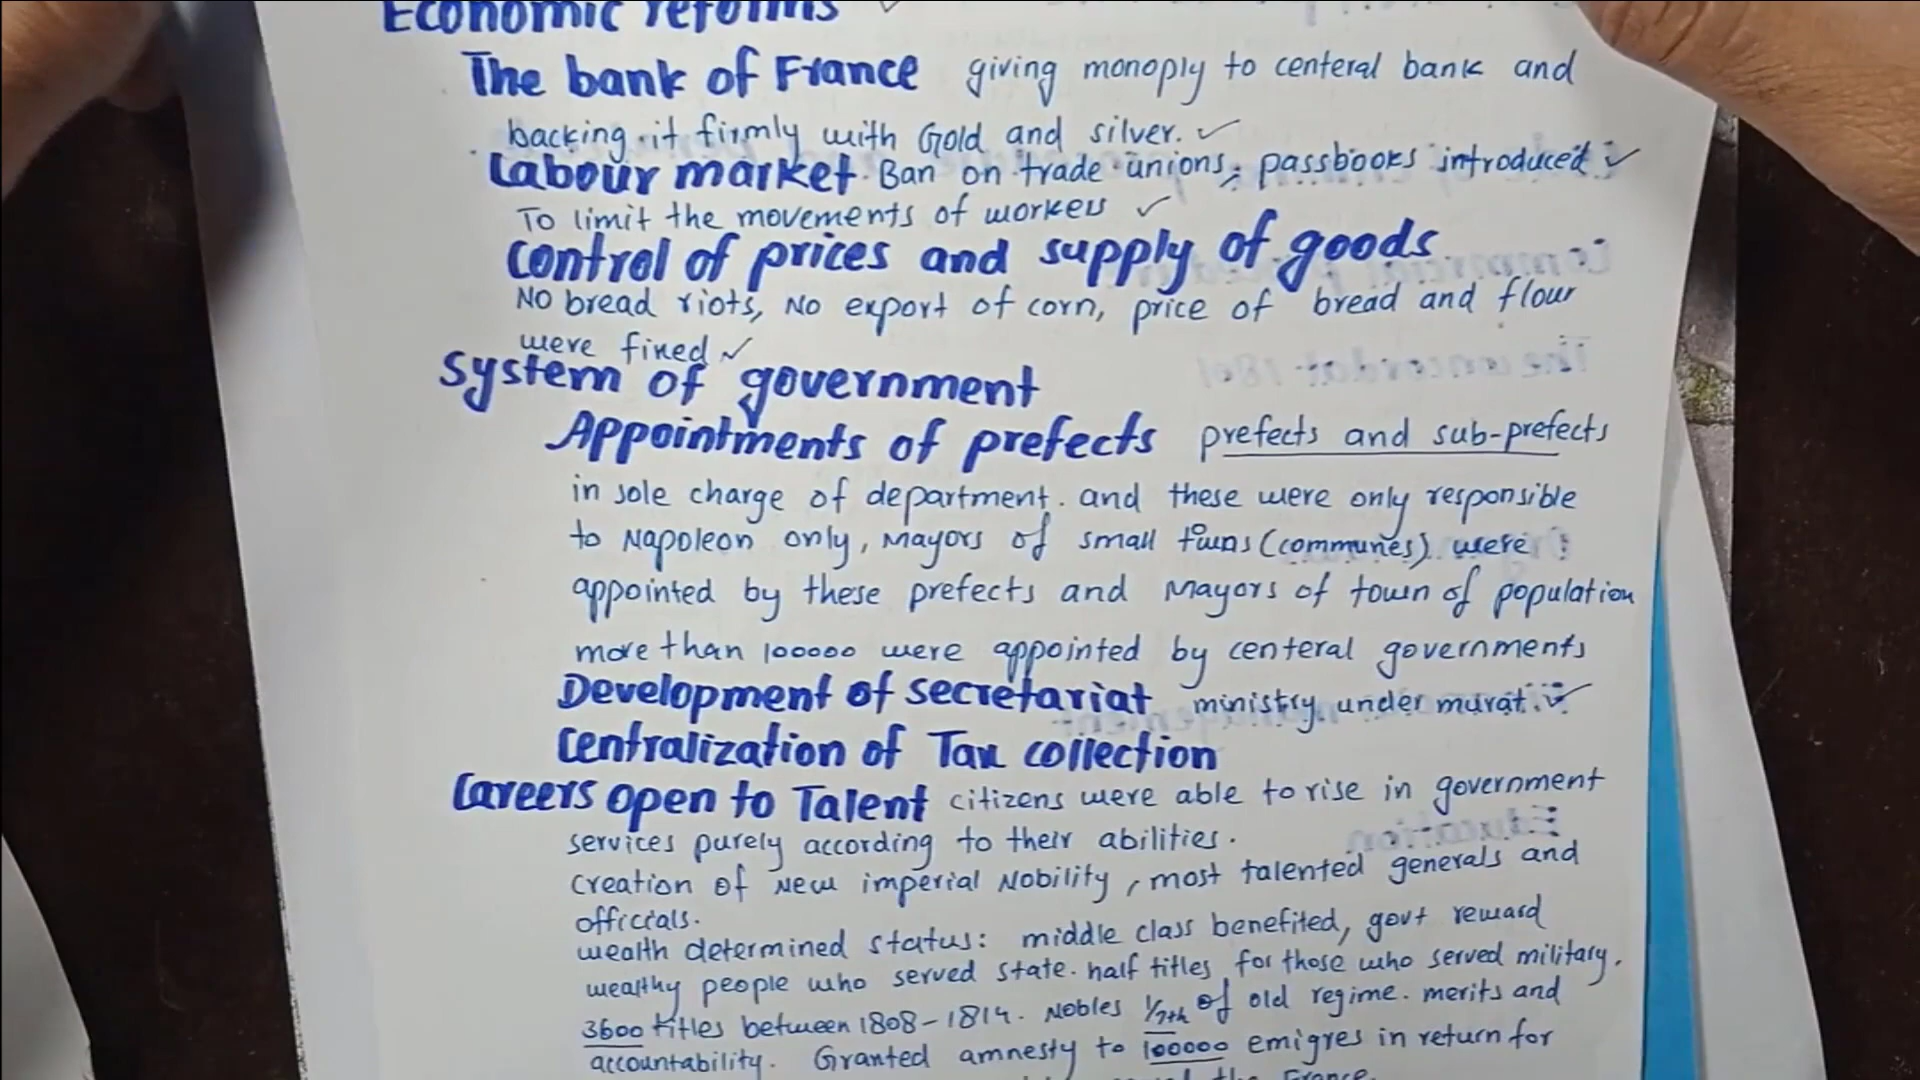 Economic reforms
The bank of France giving monoply to centeral bank and
backing it firmly with Gold and silver. ✓
Labour market Ban on trade unions, passbooks introduced ✓
To limit the movements of workers ✓
Control of prices and supply of goods
No bread riots, No export of corn, price of bread and flour
were fixed ✓
System of government
Appointments of prefects prefects and sub-prefects
in sole charge of department. and these were only responsible
to Napoleon only, Mayors of small towns (communes) were
appointed by these prefects and Mayors of town of population
more than 100000 were appointed by centeral governments
Development of secretariat ministry under murat ✓
Centralization of Tax collection
Careers open to Talent citizens were able to rise in government
services purely according to their abilities.
Creation of New imperial Nobility, most talented generals and
officials.
wealth determined status: middle class benefited, govt reward
wealthy people who served state. half titles for those who served military.
3600 titles between 1808-1814. Nobles 1/7th of old regime. merits and
accountability. Granted amnesty to 100000 emigres in return for
the France.